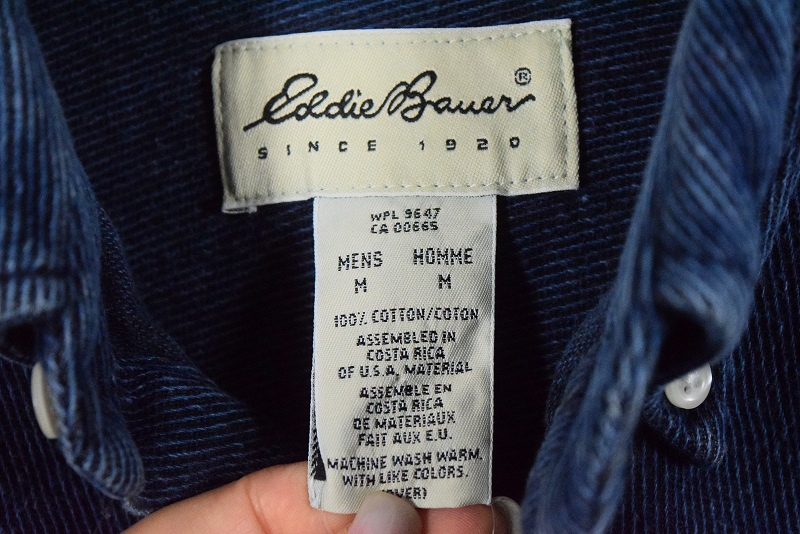 Eddie Bauer®
SINCE 1920
WPL 9647
CA 00665
MENS HOMME
M M
100% COTTON/COTON
ASSEMBLED IN
COSTA RICA
OF U.S.A. MATERIAL
ASSEMBLE EN
COSTA RICA
DE MATERIAUX
FAIT AUX E.U.
MACHINE WASH WARM,
WITH LIKE COLORS.
(OVER)